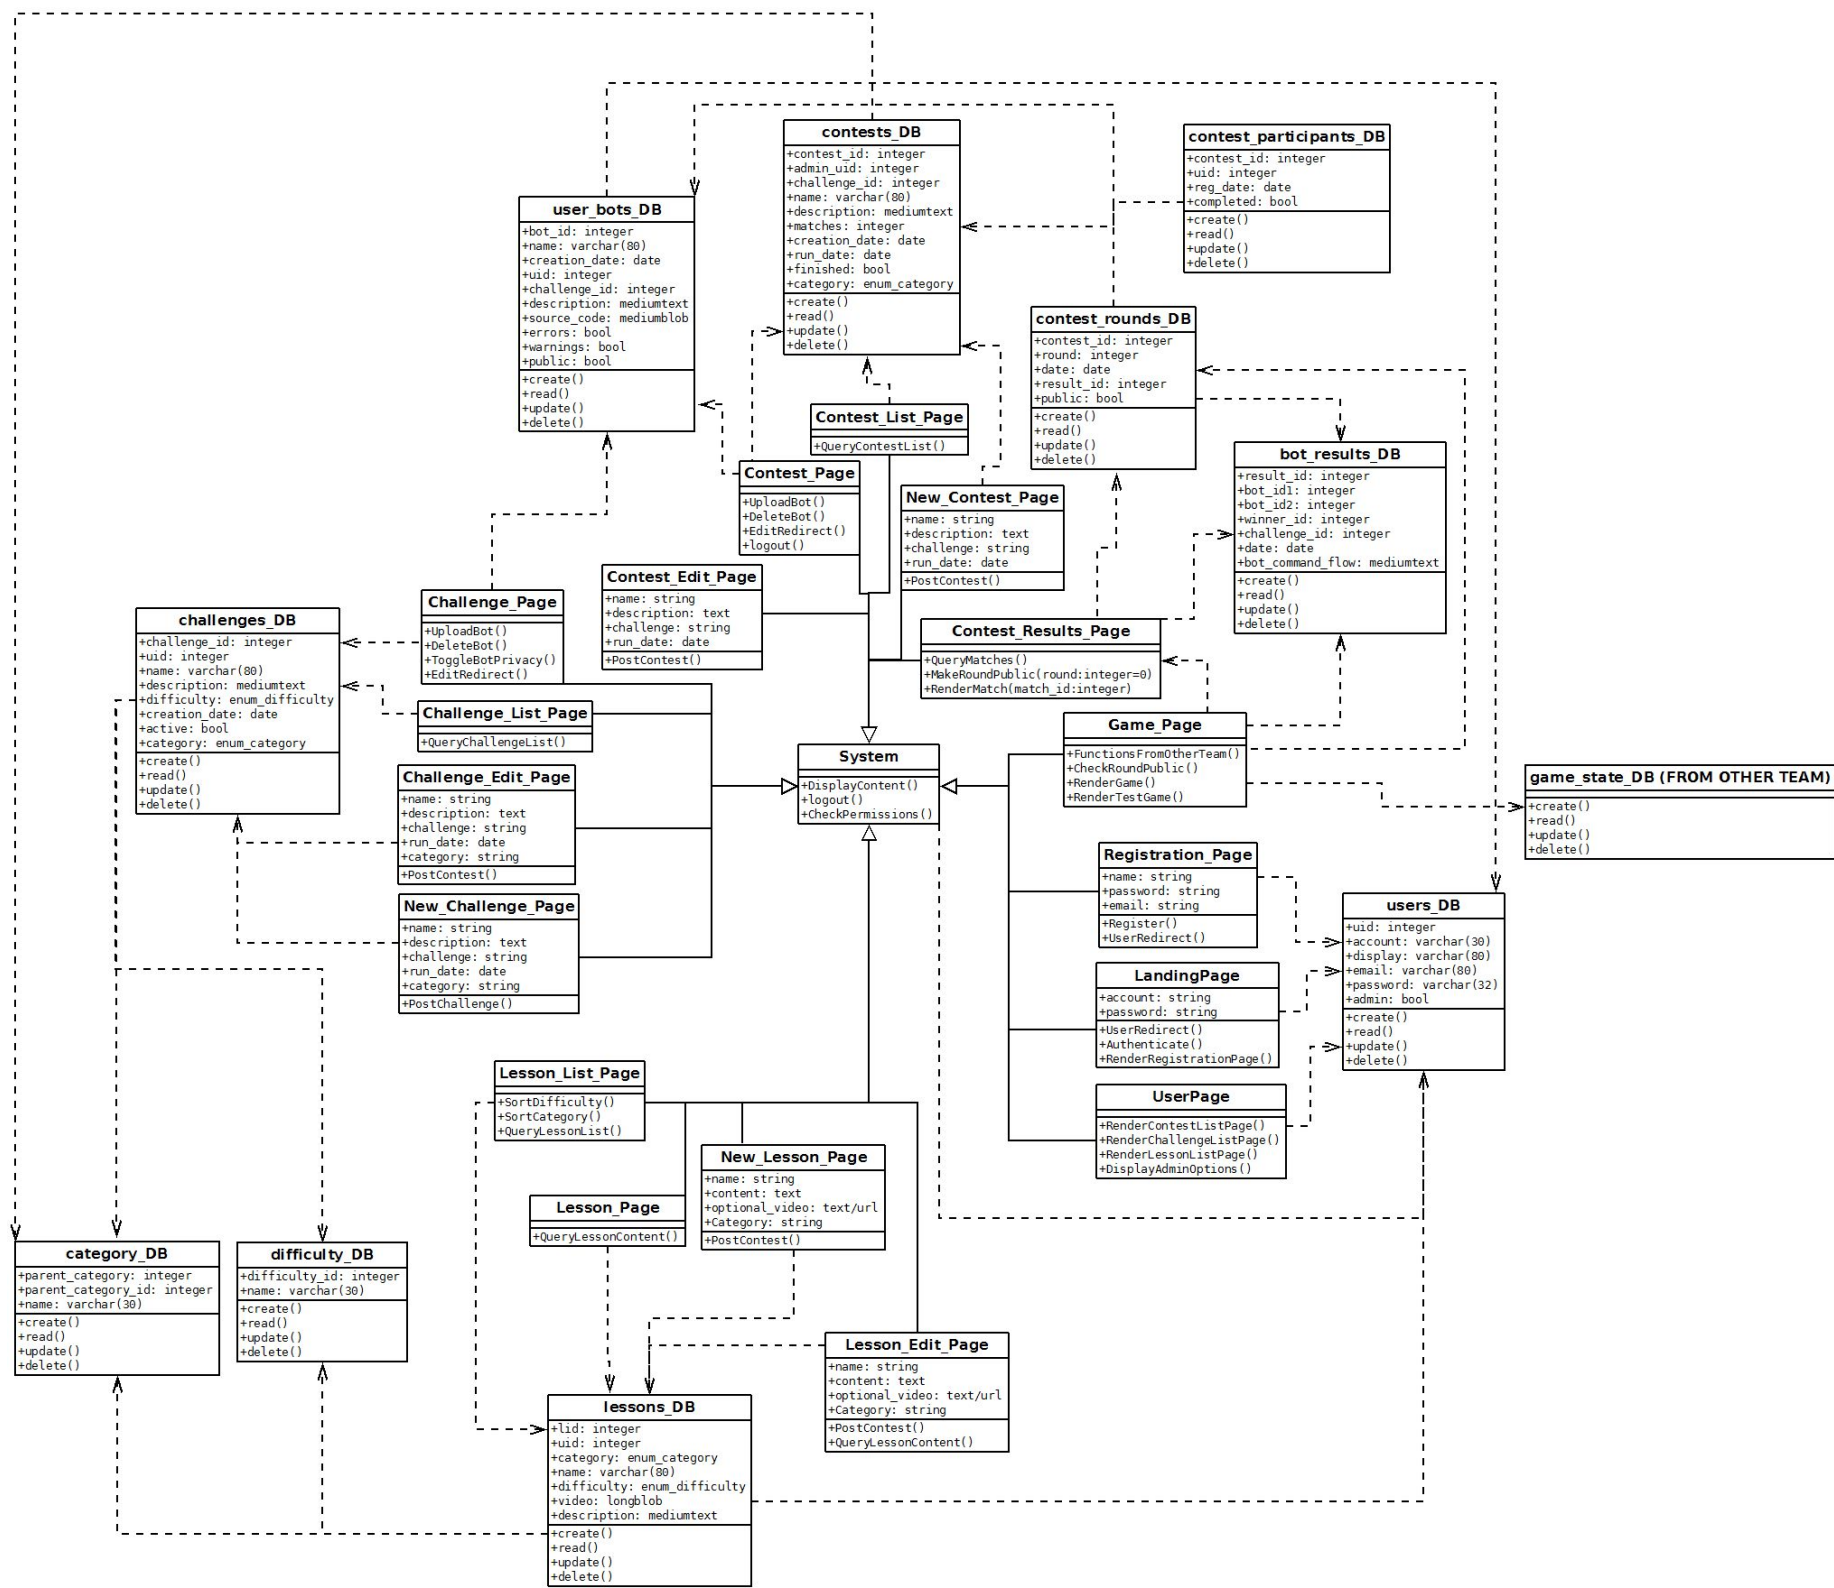 contests_DB
+contest_id: integer
+admin_uid: integer
+challenge_id: integer
+name: varchar(80)
+description: mediumtext
+matches: integer
+creation_date: date
+run_date: date
+finished: bool
+category: enum_category
+create()
+read()
+update()
+delete()
contest_participants_DB
+contest_id: integer
+uid: integer
+reg_date: date
+completed: bool
+create()
+read()
+update()
+delete()
user_bots_DB
+bot_id: integer
+name: varchar(80)
+creation_date: date
+uid: integer
+challenge_id: integer
+description: mediumtext
+source_code: mediumblob
+errors: bool
+warnings: bool
+public: bool
+create()
+read()
+update()
+delete()
contest_rounds_DB
+contest_id: integer
+round: integer
+date: date
+result_id: integer
+public: bool
+create()
+read()
+update()
+delete()
Contest_List_Page
+QueryContestList()
bot_results_DB
+result_id: integer
+bot_id1: integer
+bot_id2: integer
+winner_id: integer
+challenge_id: integer
+date: date
+bot_command_flow: mediumtext
+create()
+read()
+update()
+delete()
Contest_Page
+UploadBot()
+DeleteBot()
+EditRedirect()
+logout()
New_Contest_Page
+name: string
+description: text
+challenge: string
+run_date: date
+PostContest()
Contest_Edit_Page
+name: string
+description: text
+challenge: string
+run_date: date
+PostContest()
Challenge_Page
+UploadBot()
+DeleteBot()
+ToggleBotPrivacy()
+EditRedirect()
challenges_DB
+challenge_id: integer
+uid: integer
+name: varchar(80)
+description: mediumtext
+difficulty: enum_difficulty
+creation_date: date
+active: bool
+category: enum_category
+create()
+read()
+update()
+delete()
Contest_Results_Page
+QueryMatches()
+MakeRoundPublic(round:integer=0)
+RenderMatch(match_id:integer)
Challenge_List_Page
+QueryChallengeList()
Game_Page
+FunctionsFromOtherTeam()
+CheckRoundPublic()
+RenderGame()
+RenderTestGame()
System
+DisplayContent()
+logout()
+CheckPermissions()
game_state_DB (FROM OTHER TEAM)
+create()
+read()
+update()
+delete()
Challenge_Edit_Page
+name: string
+description: text
+challenge: string
+run_date: date
+category: string
+PostContest()
Registration_Page
+name: string
+password: string
+email: string
+Register()
+UserRedirect()
New_Challenge_Page
+name: string
+description: text
+challenge: string
+run_date: date
+category: string
+PostChallenge()
users_DB
+uid: integer
+account: varchar(30)
+display: varchar(80)
+email: varchar(80)
+password: varchar(32)
+admin: bool
+create()
+read()
+update()
+delete()
LandingPage
+account: string
+password: string
+UserRedirect()
+Authenticate()
+RenderRegistrationPage()
Lesson_List_Page
+SortDifficulty()
+SortCategory()
+QueryLessonList()
UserPage
+RenderContestListPage()
+RenderChallengeListPage()
+RenderLessonListPage()
+DisplayAdminOptions()
New_Lesson_Page
+name: string
+content: text
+optional_video: text/url
+Category: string
+PostContest()
Lesson_Page
+QueryLessonContent()
category_DB
+parent_category: integer
+parent_category_id: integer
+name: varchar(30)
+create()
+read()
+update()
+delete()
difficulty_DB
+difficulty_id: integer
+name: varchar(30)
+create()
+read()
+update()
+delete()
Lesson_Edit_Page
+name: string
+content: text
+optional_video: text/url
+Category: string
+PostContest()
+QueryLessonContent()
lessons_DB
+lid: integer
+uid: integer
+category: enum_category
+name: varchar(80)
+difficulty: enum_difficulty
+video: longblob
+description: mediumtext
+create()
+read()
+update()
+delete()